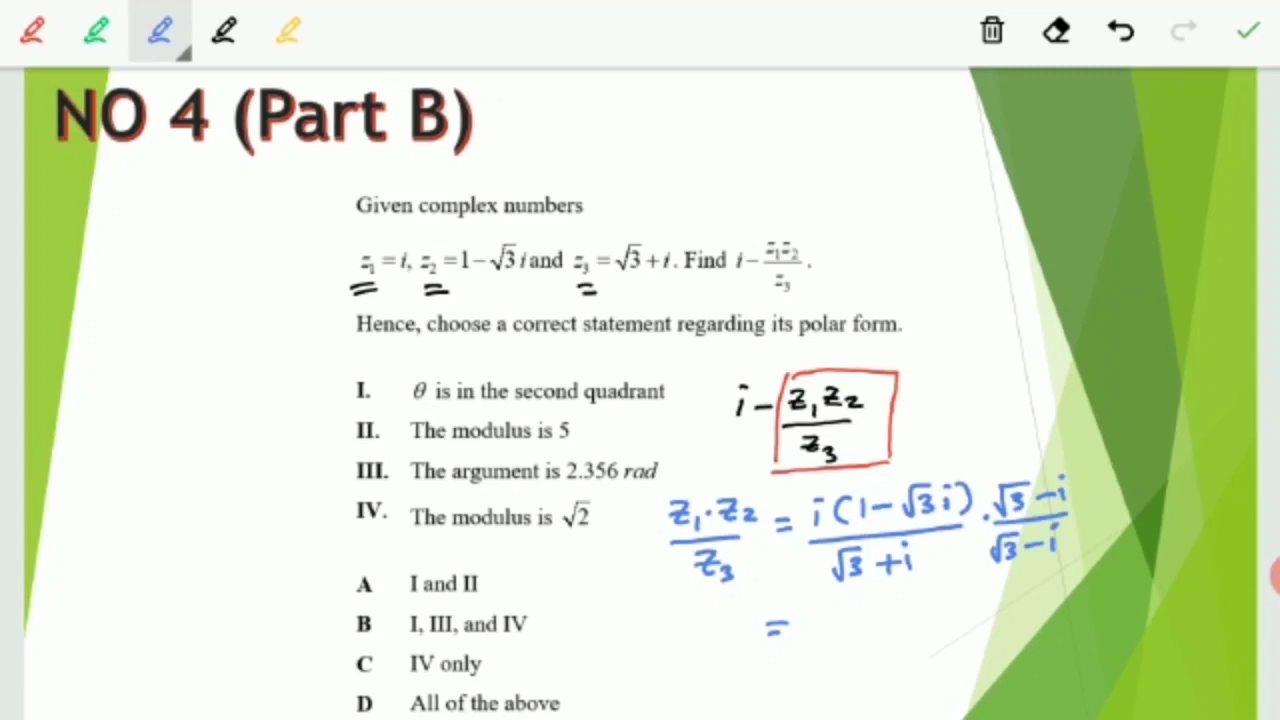 NO 4 (Part B)
Given complex numbers
z₁ = i, z₂ = 1 − √3 i and z₃ = √3 + i. Find i − z₁z₂/z₃.
Hence, choose a correct statement regarding its polar form.
I. θ is in the second quadrant
II. The modulus is 5
III. The argument is 2.356 rad
IV. The modulus is √2
A I and II
B I, III, and IV
C IV only
D All of the above
i − z₁z₂/z₃
z₁·z₂/z₃ = i(1 − √3i)/(√3 + i) · (√3 − i)/(√3 − i)
=